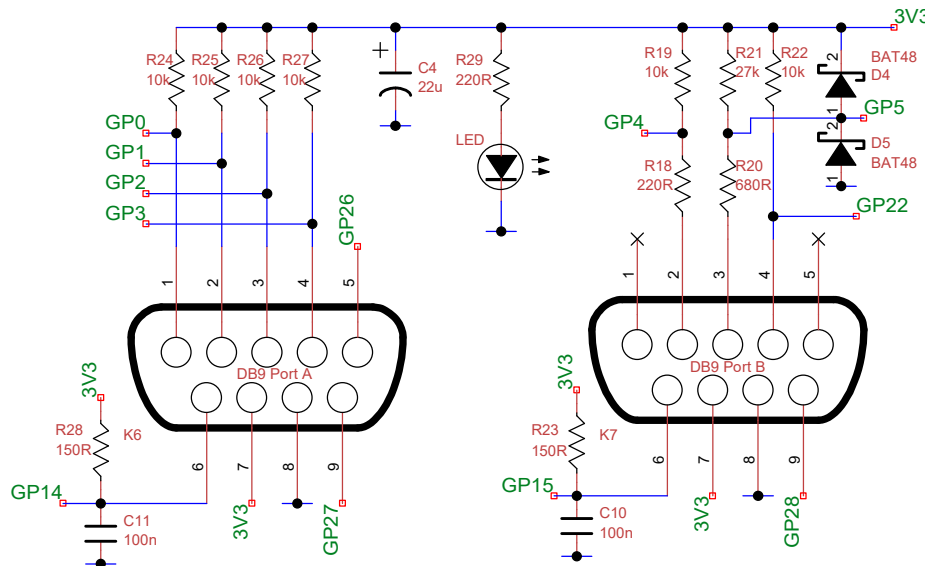 3V3
R24
10k
R25
10k
R26
10k
R27
10k
+
C4
22u
R29
220R
LED
R19
10k
R21
27k
R22
10k
2
BAT48
D4
1
GP5
2
D5
BAT48
1
GP0
GP1
GP2
GP3
GP26
GP4
R18
220R
R20
680R
GP22
1
2
3
4
5
DB9 Port A
6
7
8
9
3V3
R28
150R
K6
GP14
C11
100n
3V3
GP27
1
2
3
4
5
DB9 Port B
6
7
8
9
3V3
R23
150R
K7
GP15
C10
100n
3V3
GP28